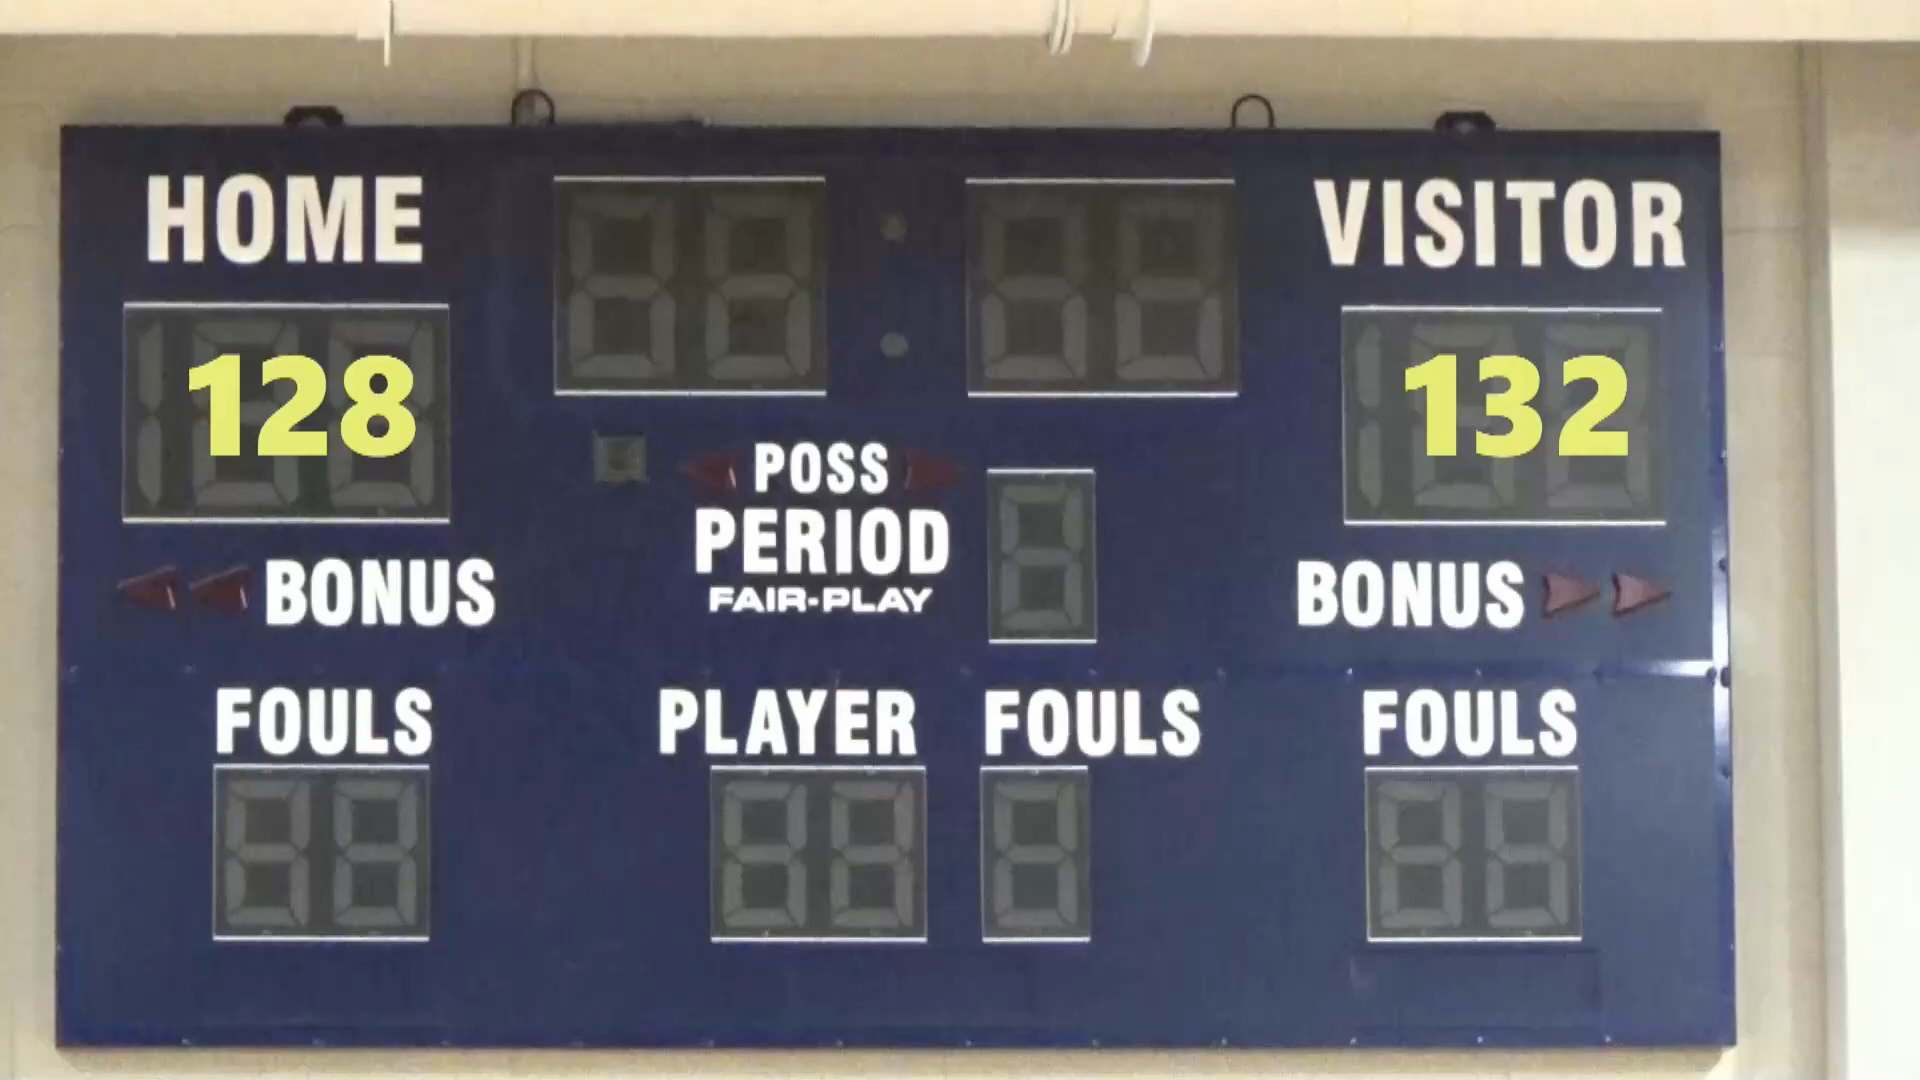 HOME
VISITOR
128
132
POSS
PERIOD
FAIR-PLAY
BONUS
BONUS
FOULS
PLAYER FOULS
FOULS